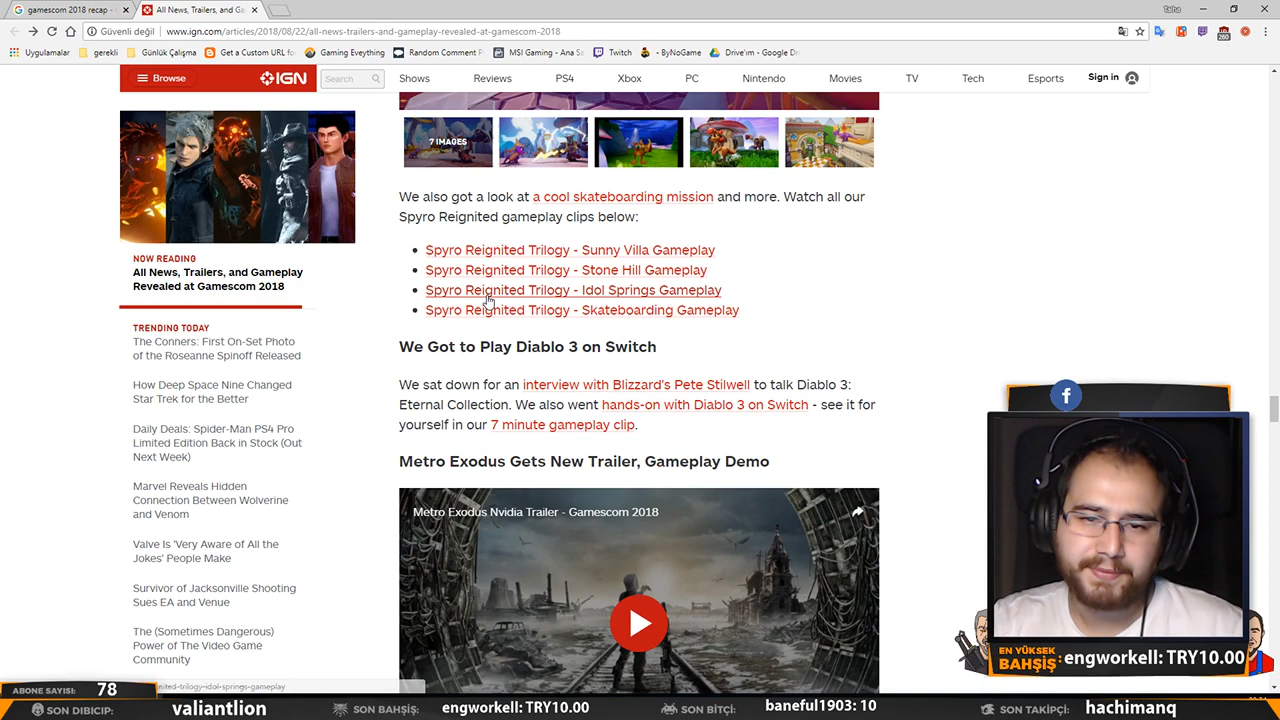 gamescom 2018 recap -
All News, Trailers, and Ga
Güvenli değil
www.ign.com/articles/2018/08/22/all-news-trailers-and-gameplay-revealed-at-gamescom-2018
Uygulamalar
gerekli
Günlük Çalışma
Get a Custom URL fo
Gaming Eveything
Random Comment P
MSI Gaming - Ana Sa
Twitch
- ByNoGame
Drive'ım - Google D
260
Browse
IGN
Search
Shows
Reviews
PS4
Xbox
PC
Nintendo
Movies
TV
Tech
Esports
Sign in
7 IMAGES
We also got a look at a cool skateboarding mission and more. Watch all our
Spyro Reignited gameplay clips below:
Spyro Reignited Trilogy - Sunny Villa Gameplay
Spyro Reignited Trilogy - Stone Hill Gameplay
Spyro Reignited Trilogy - Idol Springs Gameplay
Spyro Reignited Trilogy - Skateboarding Gameplay
We Got to Play Diablo 3 on Switch
We sat down for an interview with Blizzard's Pete Stilwell to talk Diablo 3:
Eternal Collection. We also went hands-on with Diablo 3 on Switch - see it for
yourself in our 7 minute gameplay clip.
Metro Exodus Gets New Trailer, Gameplay Demo
Metro Exodus Nvidia Trailer - Gamescom 2018
NOW READING
All News, Trailers, and Gameplay
Revealed at Gamescom 2018
TRENDING TODAY
The Conners: First On-Set Photo
of the Roseanne Spinoff Released
How Deep Space Nine Changed
Star Trek for the Better
Daily Deals: Spider-Man PS4 Pro
Limited Edition Back in Stock (Out
Next Week)
Marvel Reveals Hidden
Connection Between Wolverine
and Venom
Valve Is 'Very Aware of All the
Jokes' People Make
Survivor of Jacksonville Shooting
Sues EA and Venue
The (Sometimes Dangerous)
Power of The Video Game
Community
nited-trilogy-idol-springs-gameplay
EN YÜKSEK
BAHŞİŞ: engworkell: TRY10.00
ABONE SAYISI: 78
SON DIBICIP: valiantlion
SON BAHŞİŞ: engworkell: TRY10.00
SON BİTÇİ: baneful1903: 10
SON TAKİPÇİ: hachimanq